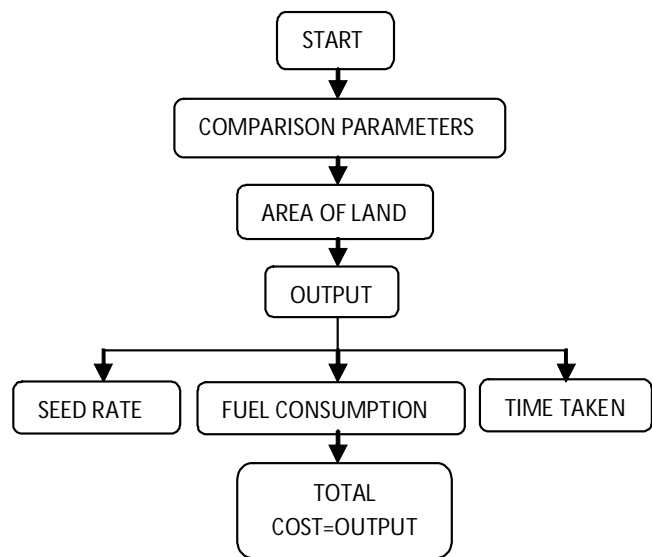 START
COMPARISON PARAMETERS
AREA OF LAND
OUTPUT
SEED RATE
FUEL CONSUMPTION
TIME TAKEN
TOTAL
COST=OUTPUT